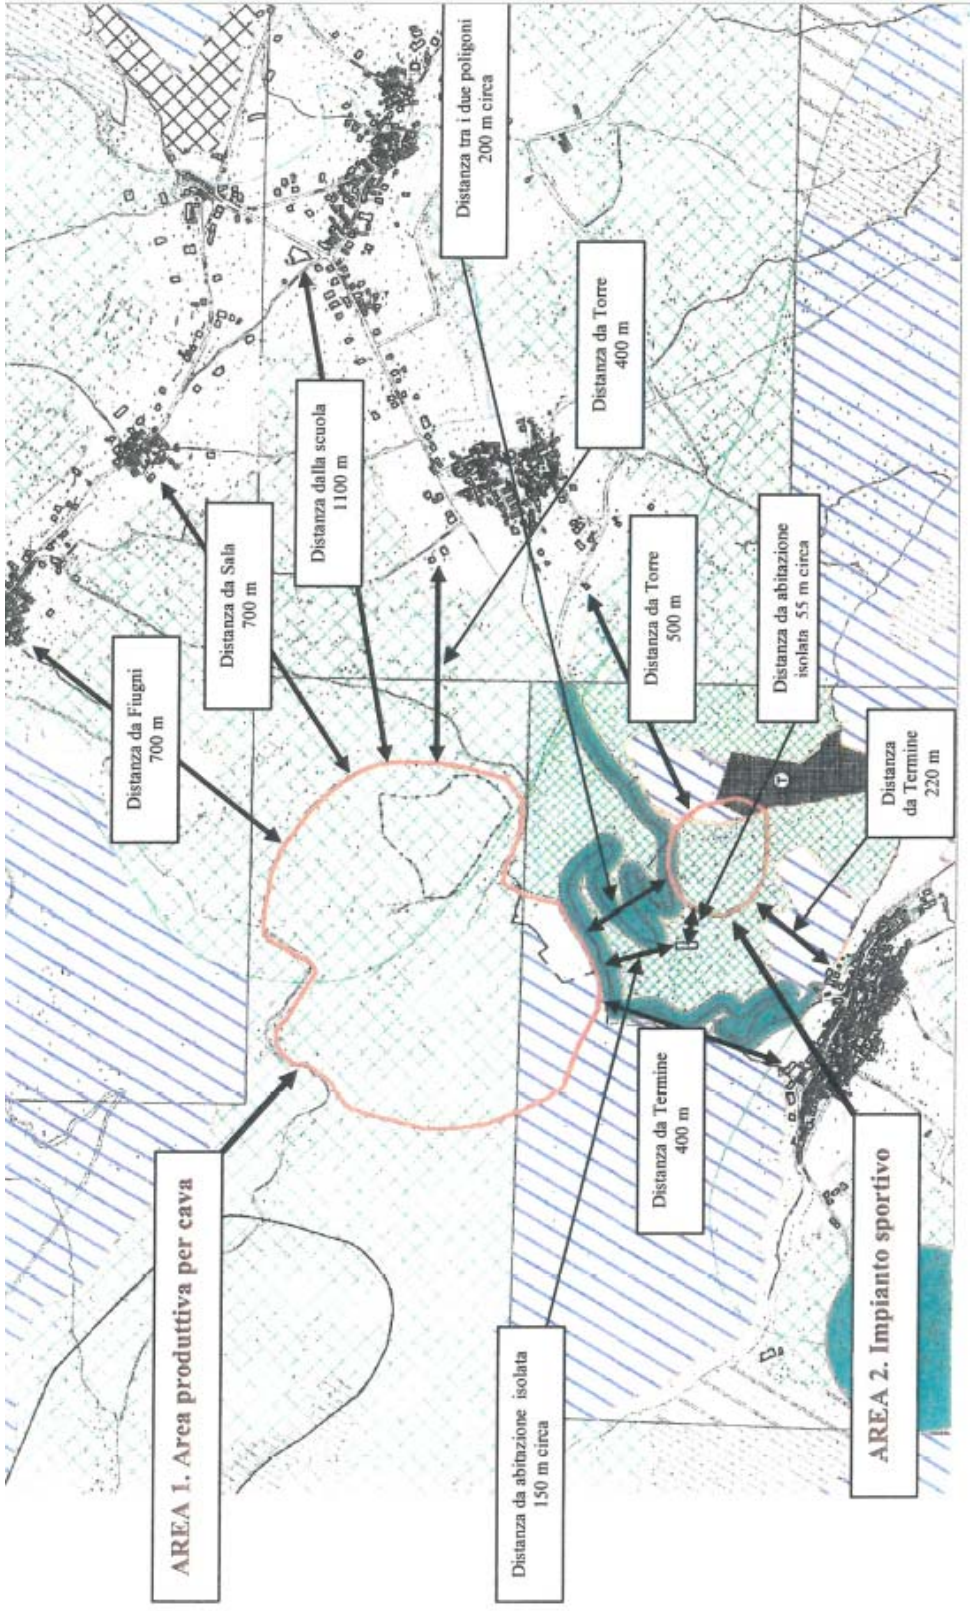 AREA 1. Area produttiva per cava
Distanza da Fiugni
700 m
Distanza da Sala
700 m
Distanza dalla scuola
1100 m
Distanza tra i due poligoni
200 m circa
Distanza da Torre
400 m
Distanza da abitazione isolata
150 m circa
Distanza da Termine
400 m
Distanza da Torre
500 m
Distanza da abitazione
isolata 55 m circa
Distanza
da Termine
220 m
AREA 2. Impianto sportivo
T